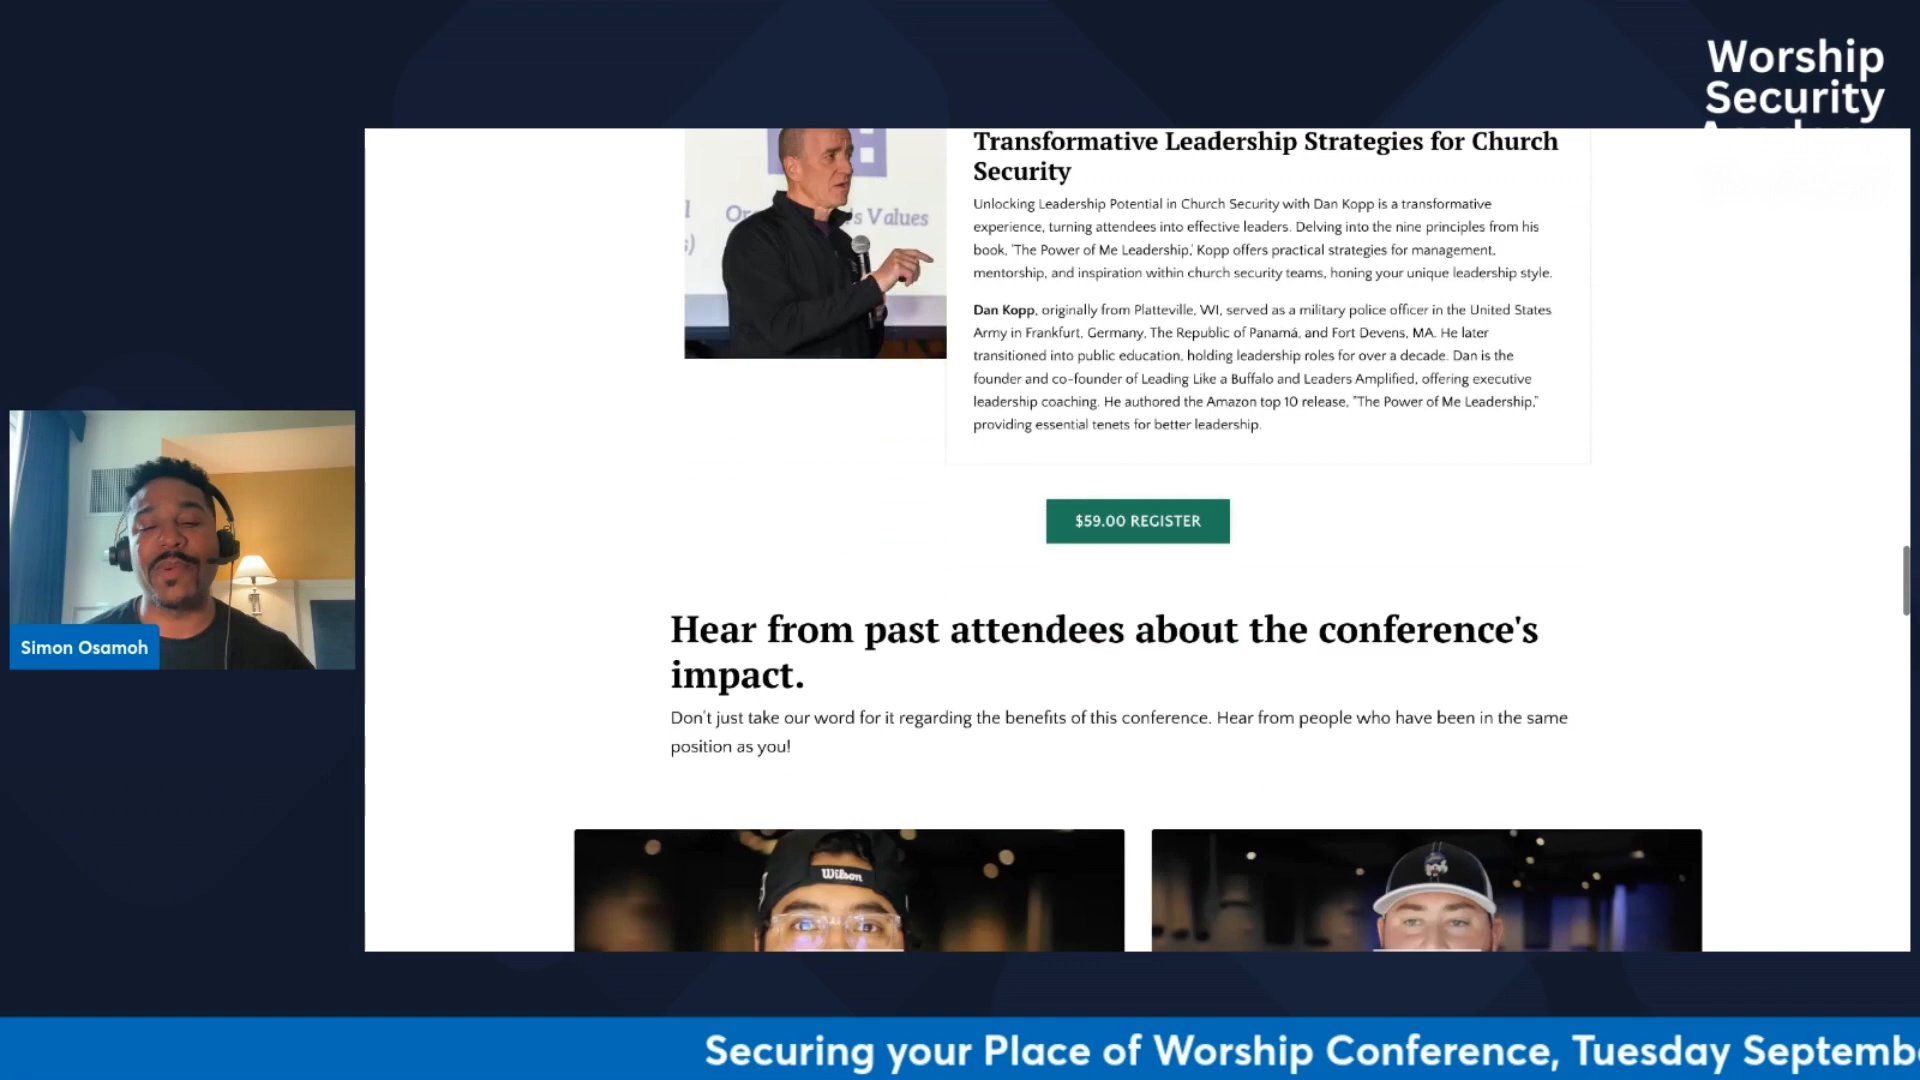 Worship
Security
Transformative Leadership Strategies for Church
Security
Unlocking Leadership Potential in Church Security with Dan Kopp is a transformative
experience, turning attendees into effective leaders. Delving into the nine principles from his
book, 'The Power of Me Leadership,' Kopp offers practical strategies for management,
mentorship, and inspiration within church security teams, honing your unique leadership style.
Dan Kopp, originally from Platteville, WI, served as a military police officer in the United States
Army in Frankfurt, Germany, The Republic of Panamá, and Fort Devens, MA. He later
transitioned into public education, holding leadership roles for over a decade. Dan is the
founder and co-founder of Leading Like a Buffalo and Leaders Amplified, offering executive
leadership coaching. He authored the Amazon top 10 release, "The Power of Me Leadership,"
providing essential tenets for better leadership.
$59.00 REGISTER
Simon Osamoh
Hear from past attendees about the conference's
impact.
Don't just take our word for it regarding the benefits of this conference. Hear from people who have been in the same
position as you!
Wilson
Securing your Place of Worship Conference, Tuesday Septemb